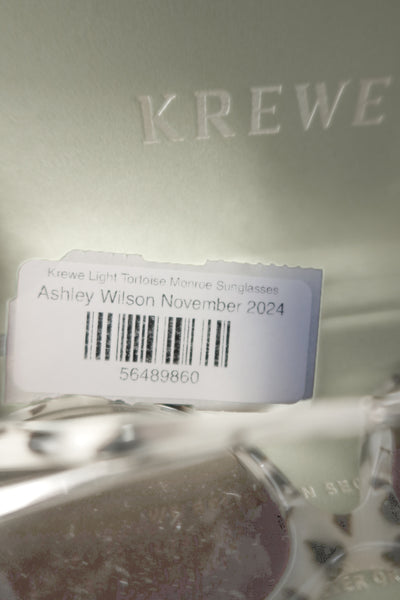 KREWE
Krewe Light Tortoise Monroe Sunglasses
Ashley Wilson November 2024
56489860